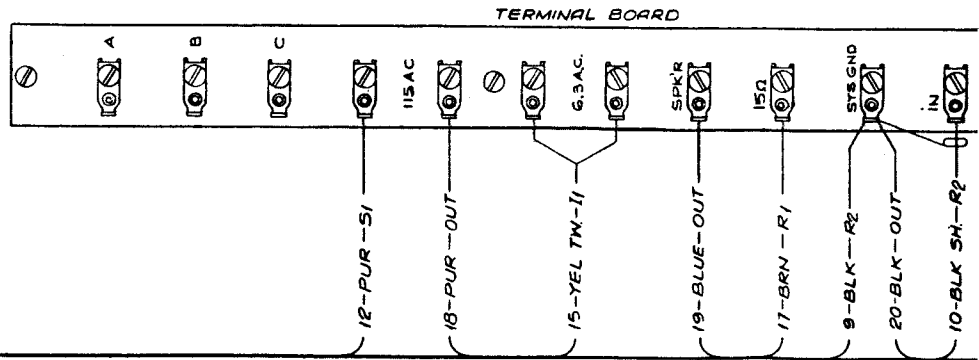 TERMINAL BOARD
A
B
C
115 AC
6.3 A.C.
SPK'R
15Ω
SYS GND
iN
12-PUR-S1
18-PUR-OUT
15-YEL TW.-I1
19-BLUE-OUT
17-BRN-R1
9-BLK-R2
20-BLK-OUT
10-BLK SH.-R2